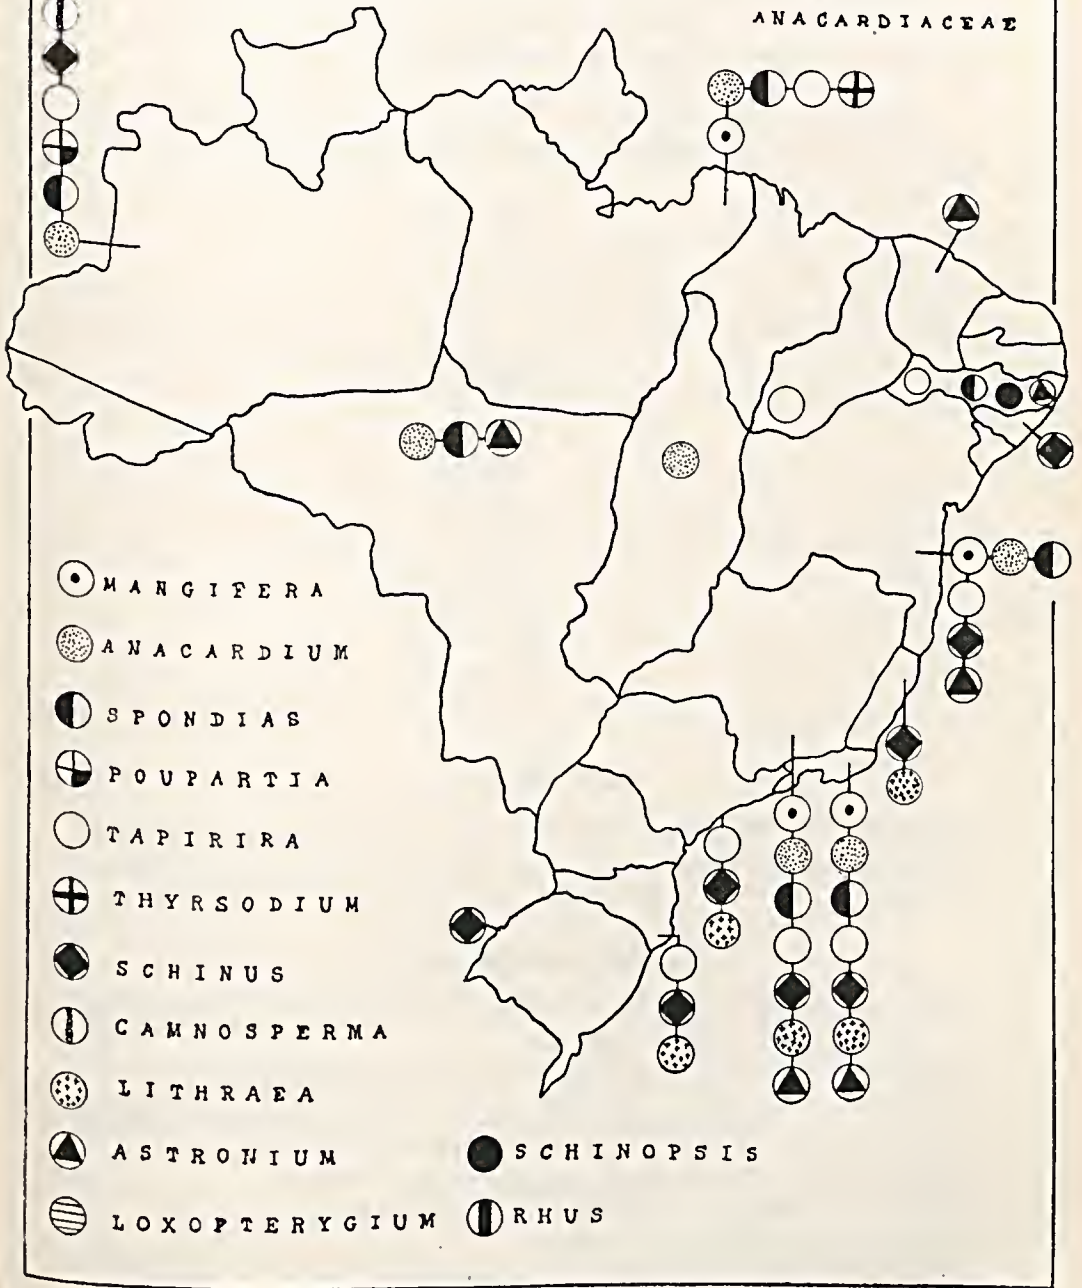 ANACARDIACEAE
MANGIFERA
ANACARDIUM
SPONDIAS
POUPARTIA
TAPIRIRA
THYRSODIUM
SCHINUS
CAMNOSPERMA
LITHRAEA
ASTRONIUM
SCHINOPSIS
LOXOPTERYGIUM
RHUS